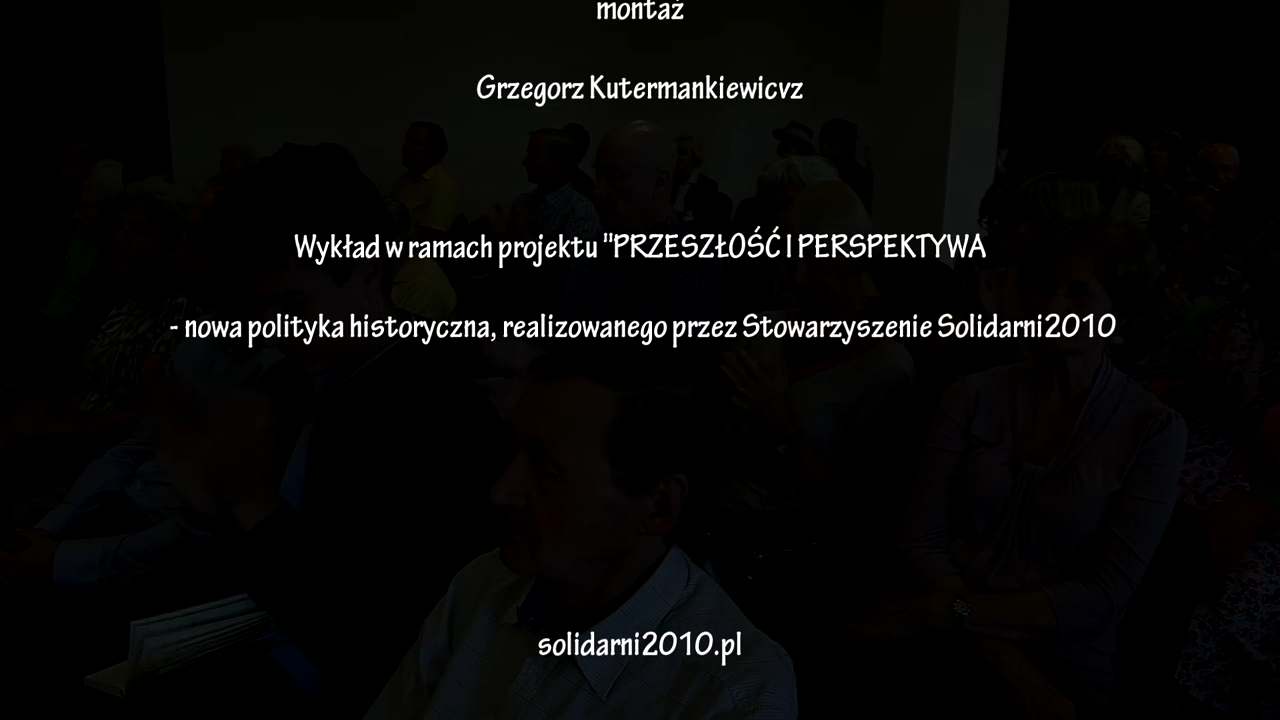 montaż
Grzegorz Kutermankiewicvz
Wykład w ramach projektu "PRZESZŁOŚĆ I PERSPEKTYWA
- nowa polityka historyczna, realizowanego przez Stowarzyszenie Solidarni2010
solidarni2010.pl